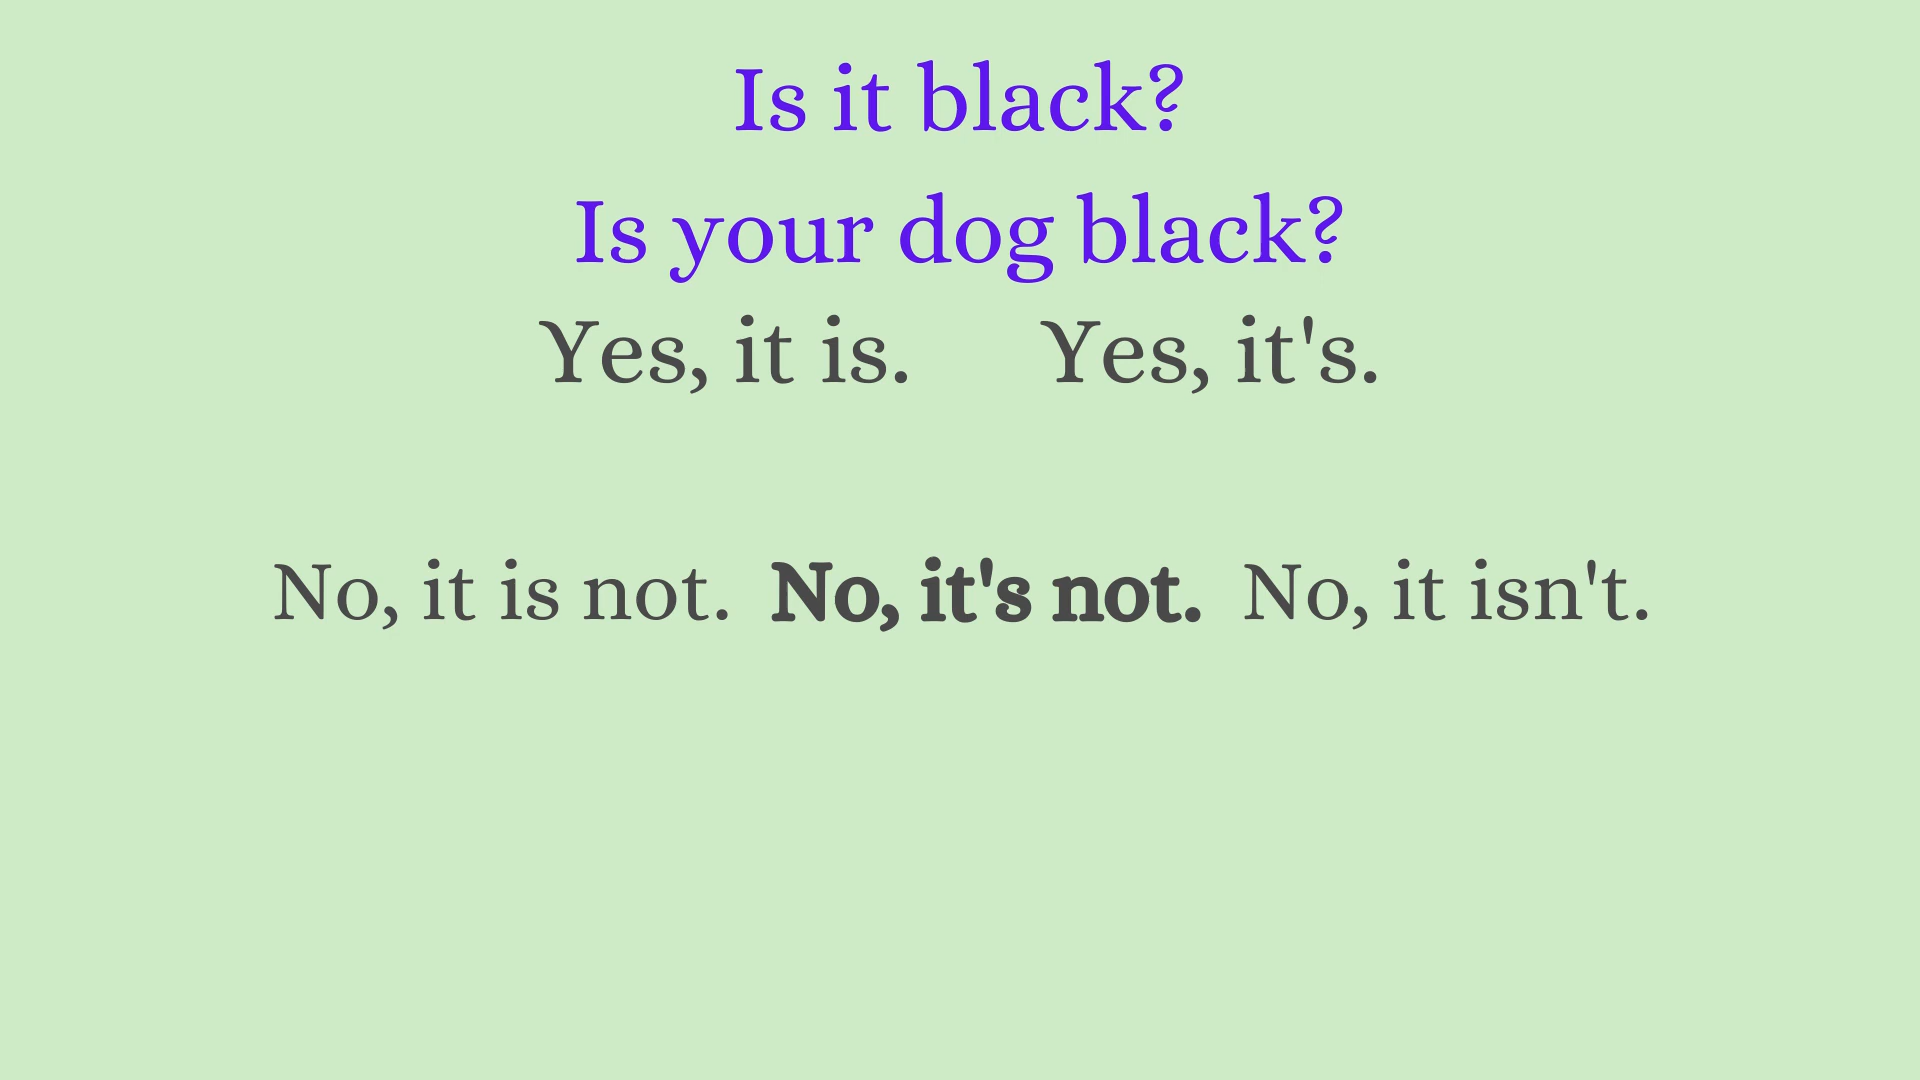 Is it black?
Is your dog black?
Yes, it is. Yes, it's.
No, it is not. No, it's not. No, it isn't.